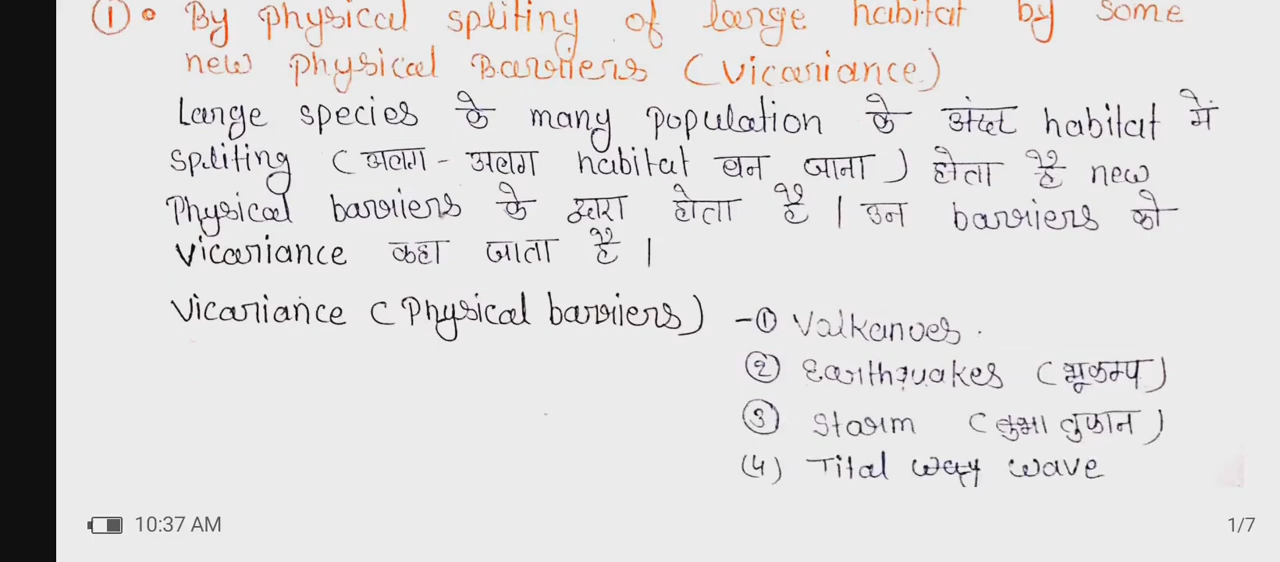 ① • By physical spliting of large habitat by some
new physical Barriers (Vicariance)
Large species के many population के अंदर habitat में
spliting (अलग - अलग habitat बन जाना) होता है new
Physical barriers के द्वारा होता है | उन barriers को
Vicariance कहा जाता है |
Vicariance (Physical barriers) - ① Valkanoes
② Earthquakes (भूकम्प)
③ Starm ( तुफान)
(4) Tital wave
10:37 AM 1/7